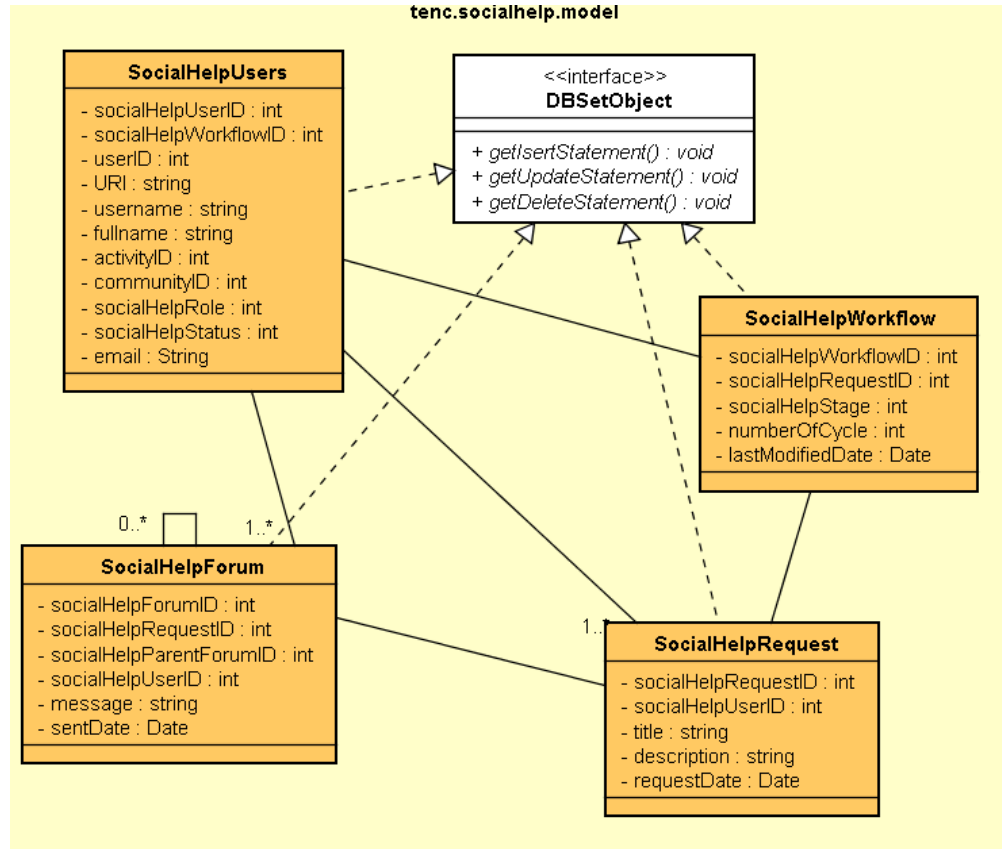 tenc.socialhelp.model
SocialHelpUsers
- socialHelpUserID : int
- socialHelpWorkflowID : int
- userID : int
- URI : string
- username : string
- fullname : string
- activityID : int
- communityID : int
- socialHelpRole : int
- socialHelpStatus : int
- email : String
<<interface>>
DBSetObject
+ getIsertStatement() : void
+ getUpdateStatement() : void
+ getDeleteStatement() : void
SocialHelpWorkflow
- socialHelpWorkflowID : int
- socialHelpRequestID : int
- socialHelpStage : int
- numberOfCycle : int
- lastModifiedDate : Date
0..*
1..*
SocialHelpForum
- socialHelpForumID : int
- socialHelpRequestID : int
- socialHelpParentForumID : int
- socialHelpUserID : int
- message : string
- sentDate : Date
1..*
SocialHelpRequest
- socialHelpRequestID : int
- socialHelpUserID : int
- title : string
- description : string
- requestDate : Date